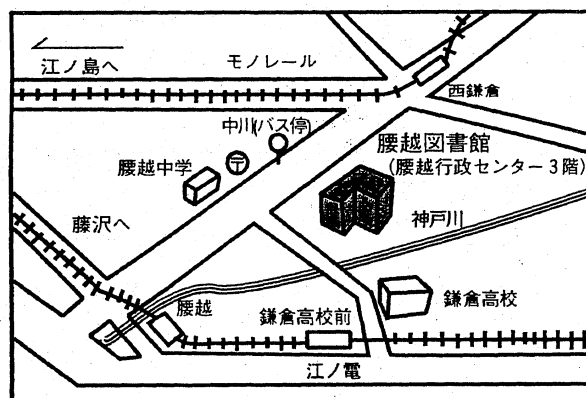 江ノ島へ
モノレール
西鎌倉
中川(バス停)
腰越図書館
(腰越行政センター3階)
腰越中学
〒
藤沢へ
神戸川
腰越
鎌倉高校前
鎌倉高校
江ノ電